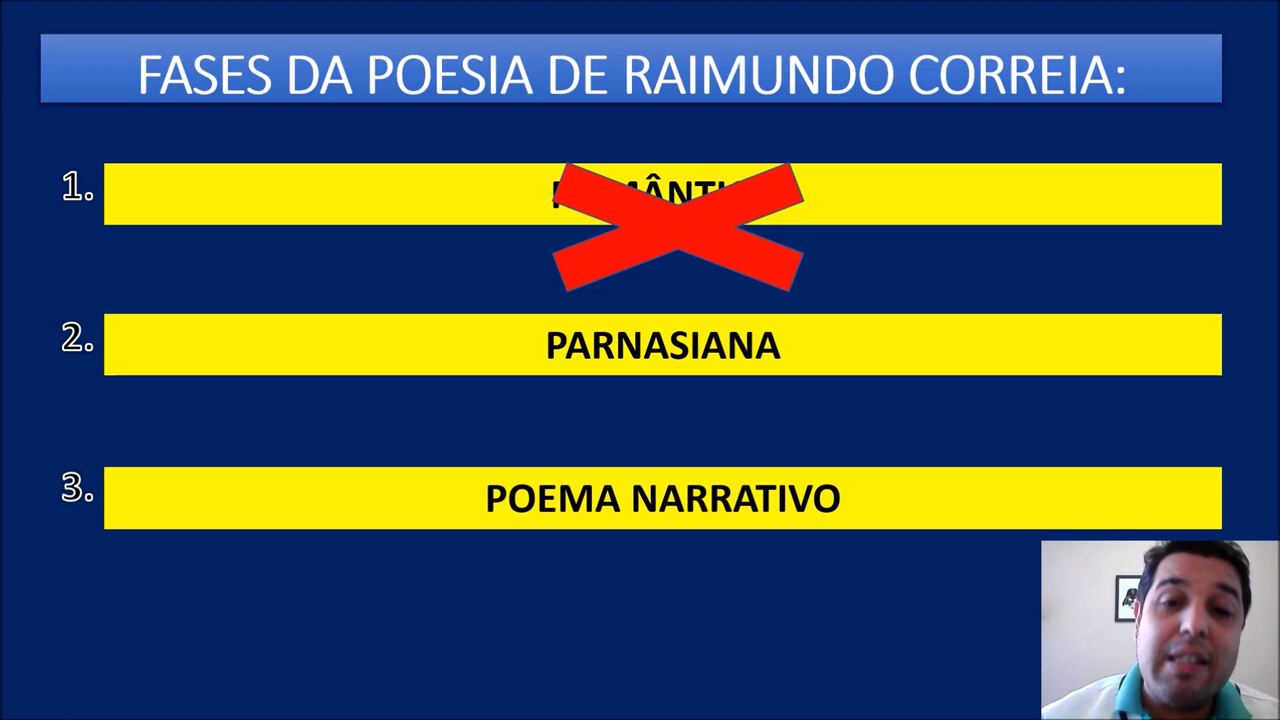 FASES DA POESIA DE RAIMUNDO CORREIA:
1.
2. PARNASIANA
3. POEMA NARRATIVO